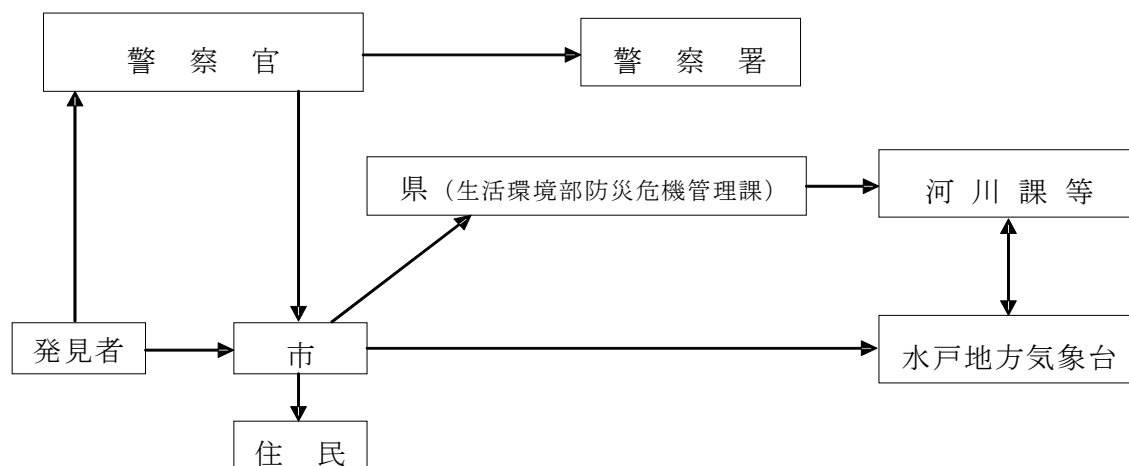 警察官
警察署
県（生活環境部防災危機管理課）
河川課等
発見者
市
水戸地方気象台
住民